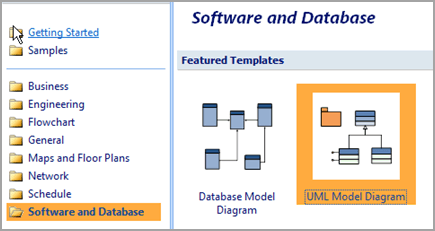 Getting Started
Samples
Business
Engineering
Flowchart
General
Maps and Floor Plans
Network
Schedule
Software and Database
Software and Database
Featured Templates
Database Model
Diagram
UML Model Diagram